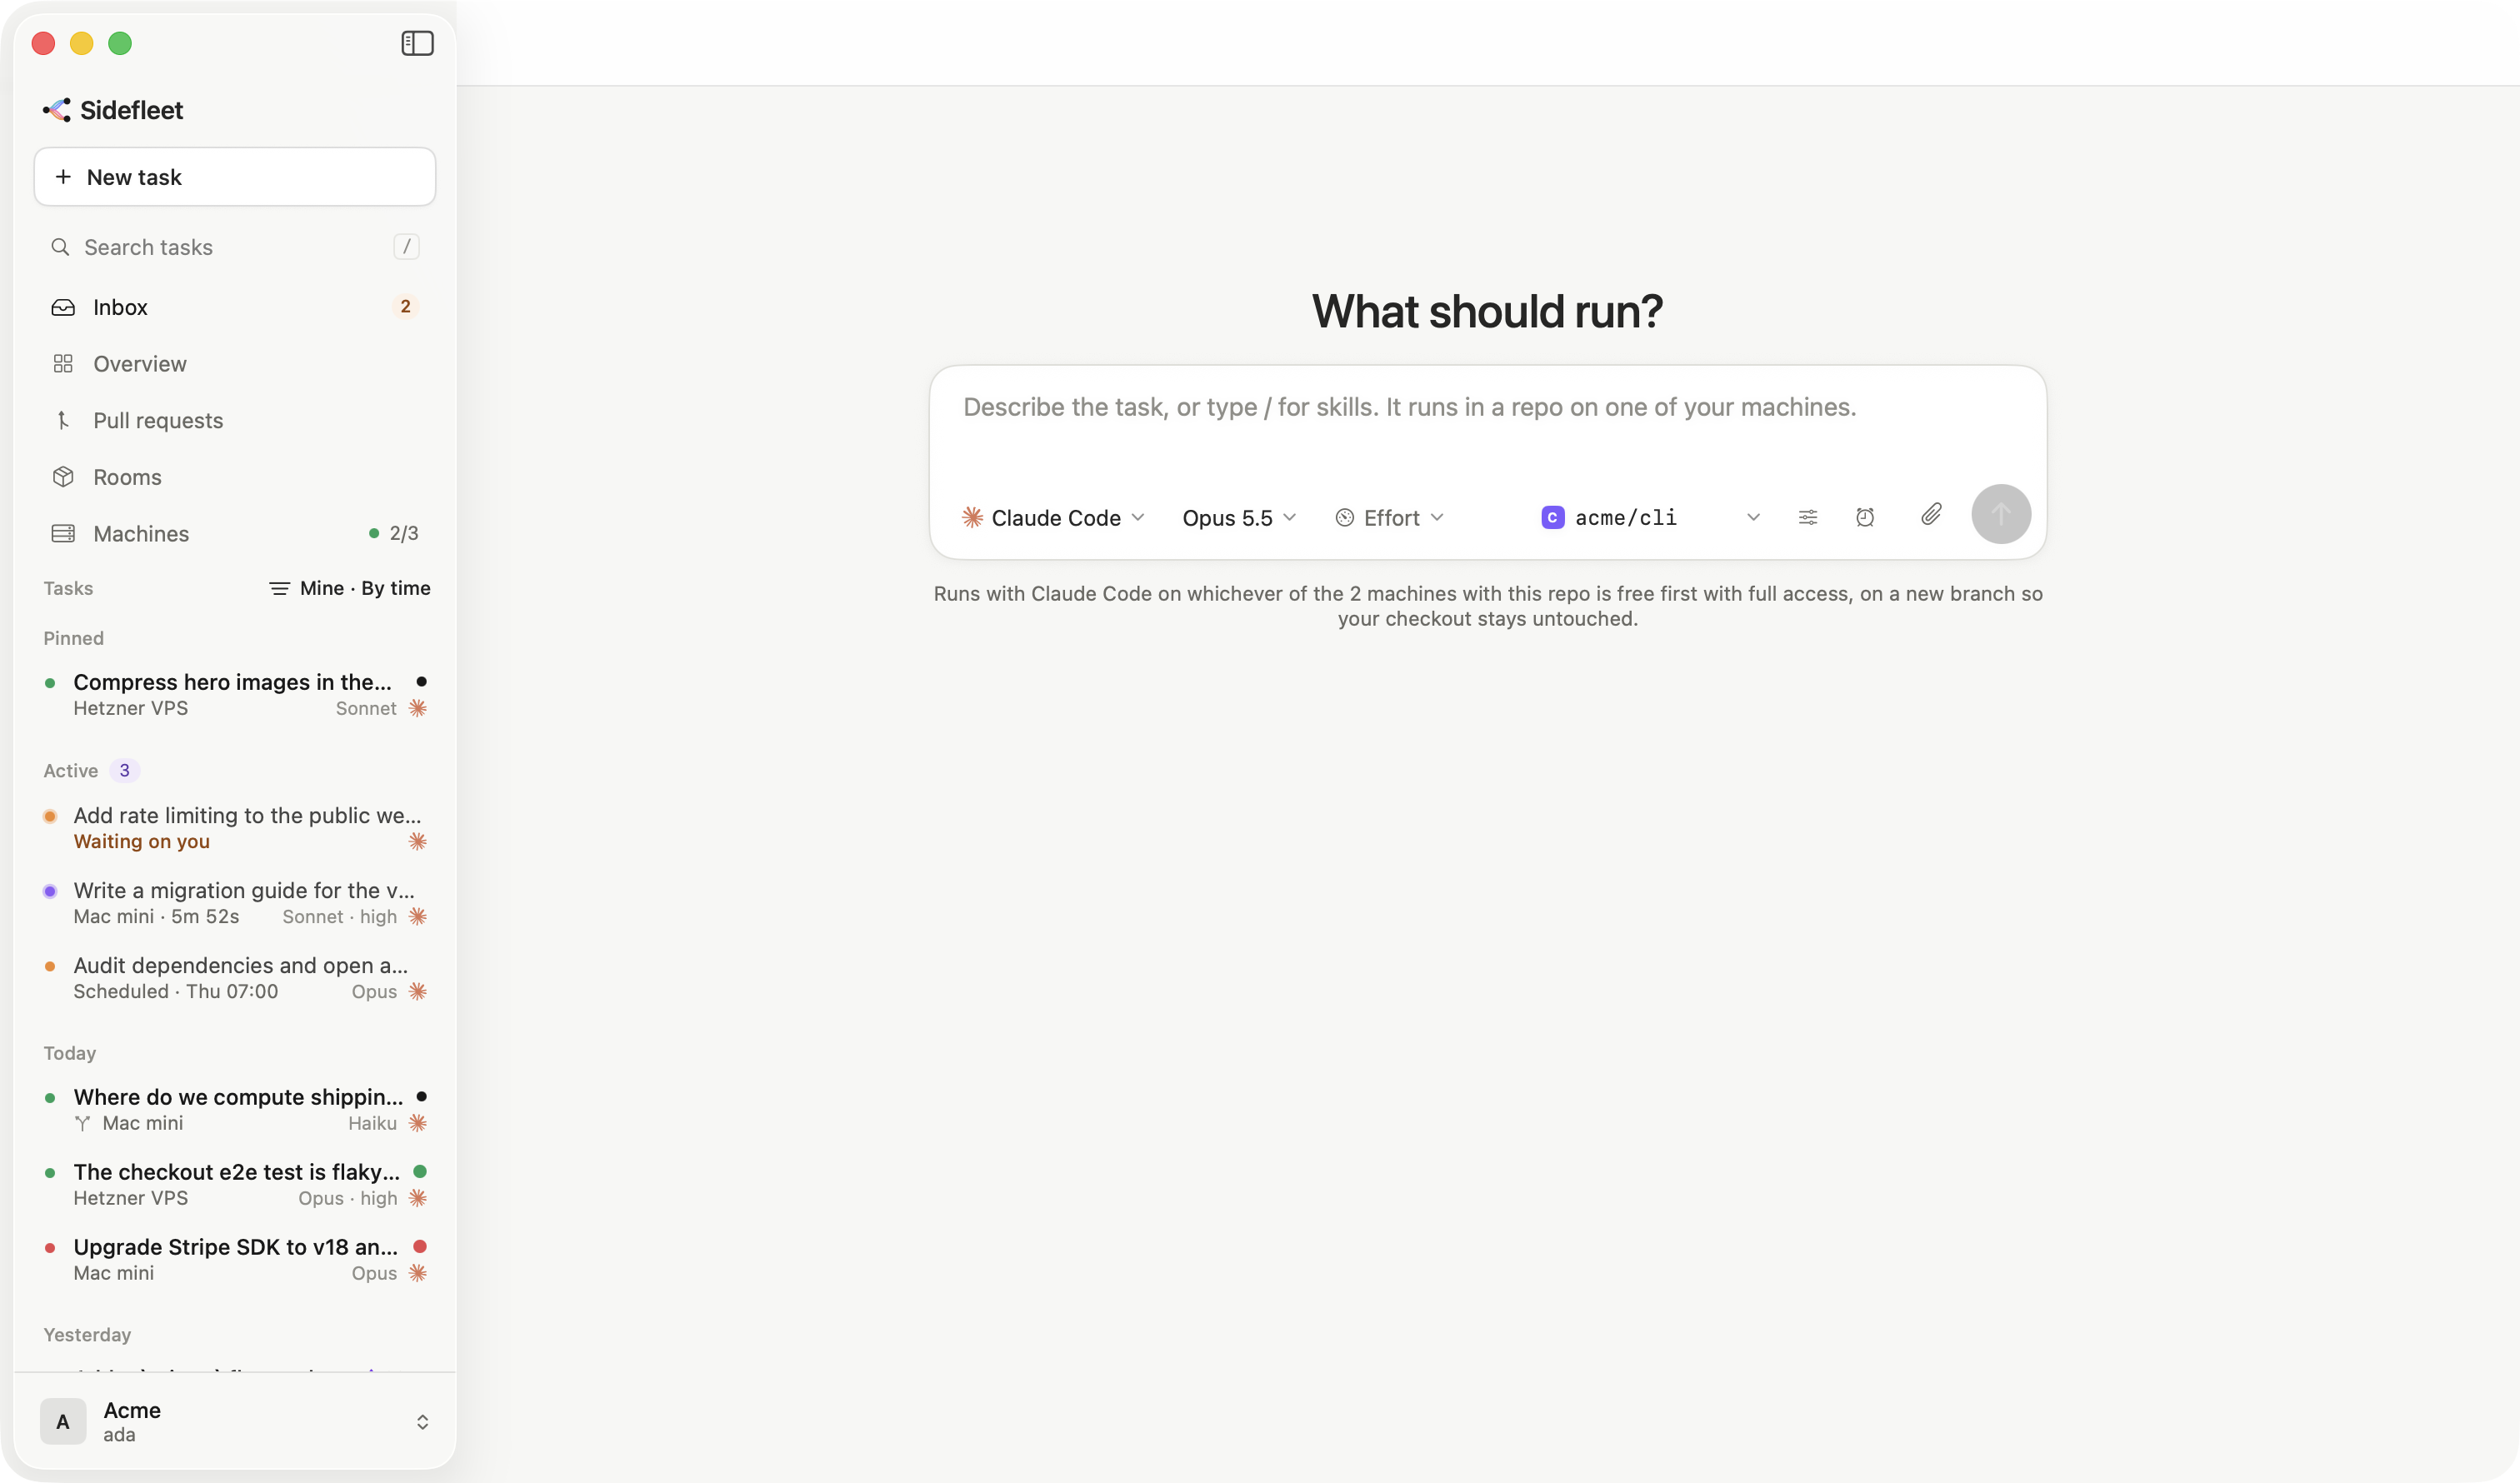 Sidefleet
New task
Search tasks /
Inbox 2
Overview
Pull requests
Rooms
Machines 2/3
Tasks Mine · By time
Pinned
Compress hero images in the...
Hetzner VPS Sonnet
Active 3
Add rate limiting to the public we...
Waiting on you
Write a migration guide for the v...
Mac mini · 5m 52s Sonnet · high
Audit dependencies and open a...
Scheduled · Thu 07:00 Opus
Today
Where do we compute shippin...
Mac mini Haiku
The checkout e2e test is flaky...
Hetzner VPS Opus · high
Upgrade Stripe SDK to v18 an...
Mac mini Opus
Yesterday
A Acme
ada
What should run?
Describe the task, or type / for skills. It runs in a repo on one of your machines.
Claude Code Opus 5.5 Effort C acme/cli
Runs with Claude Code on whichever of the 2 machines with this repo is free first with full access, on a new branch so
your checkout stays untouched.